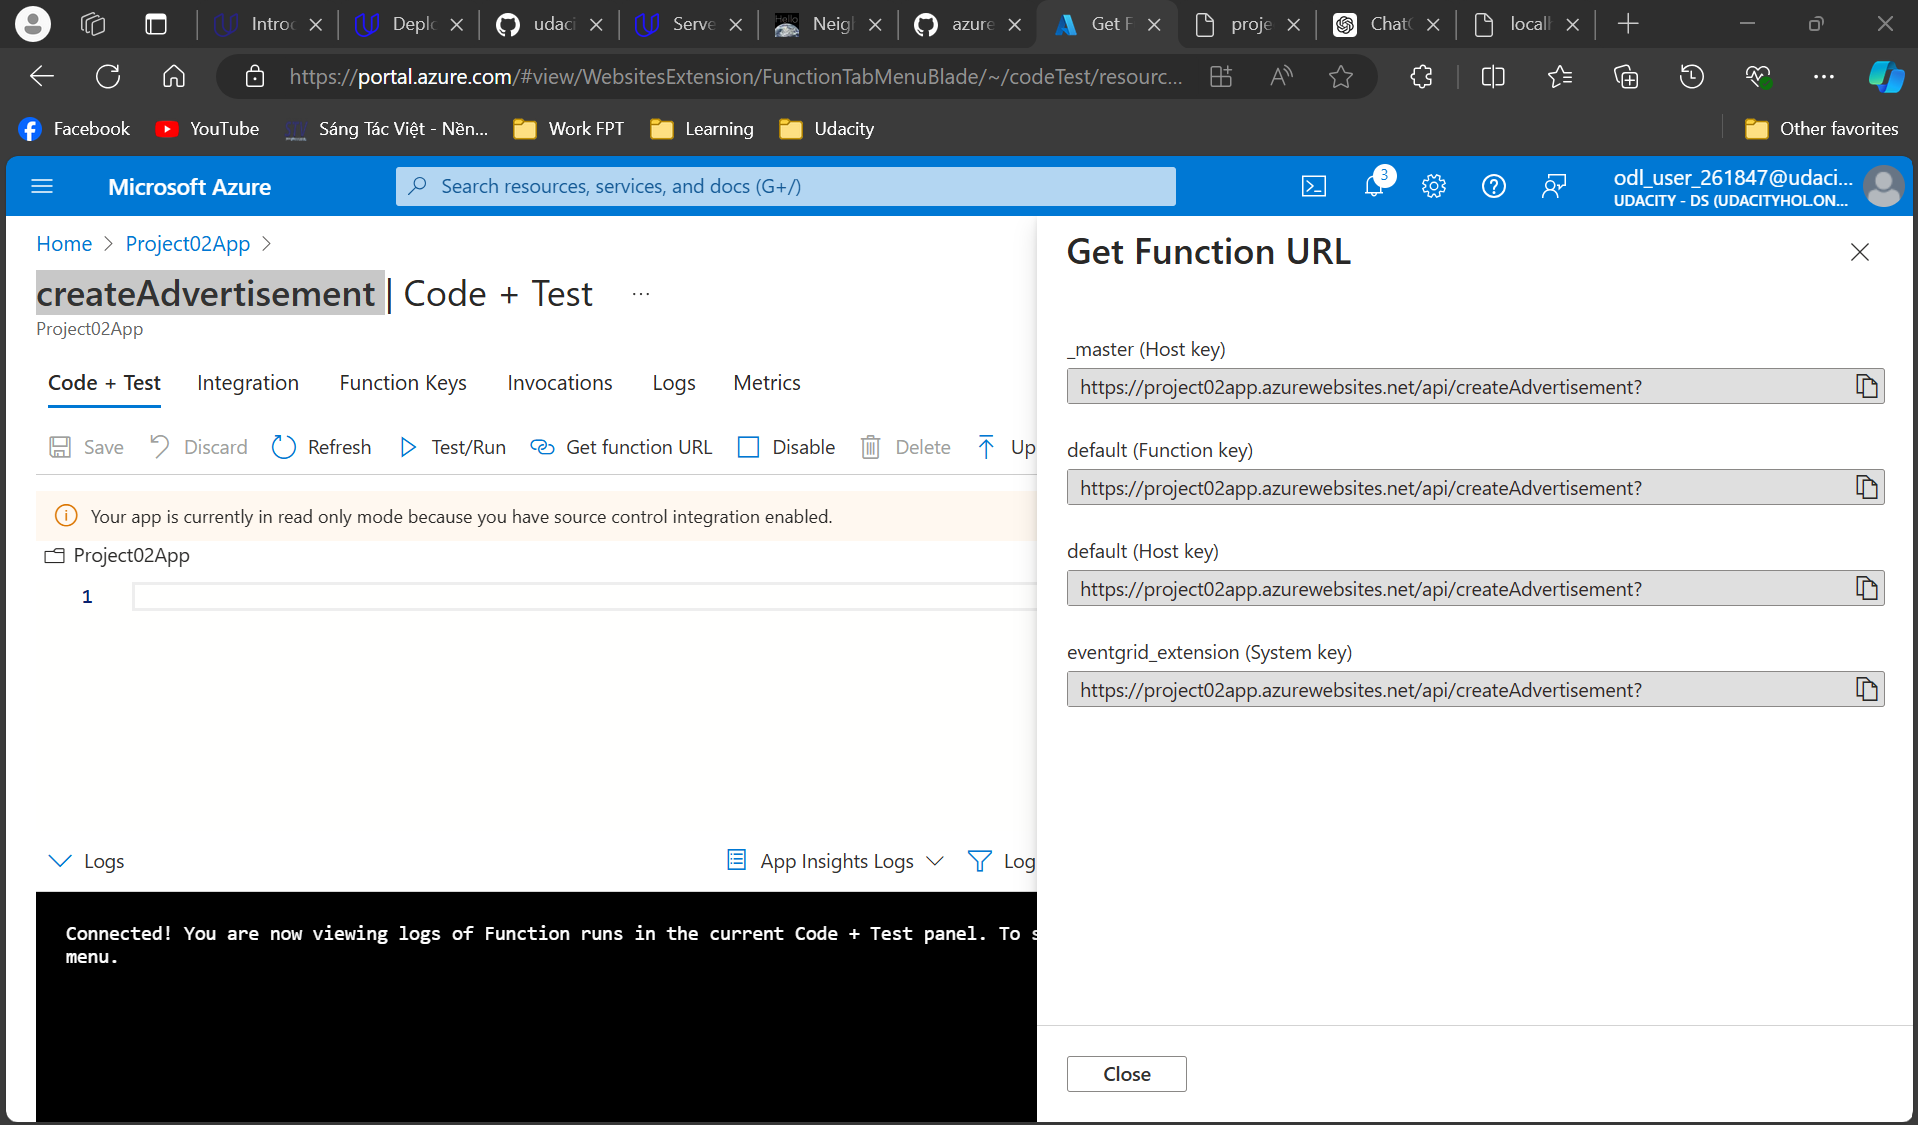 Introd
Deplo
udaci
Serve
Neigh
azure
Get F
proje
Chat
local
https://portal.azure.com/#view/WebsitesExtension/FunctionTabMenuBlade/~/codeTest/resourc...
Facebook
YouTube
Sáng Tác Việt - Nền...
Work FPT
Learning
Udacity
Other favorites
Microsoft Azure
Search resources, services, and docs (G+/)
3
odl_user_261847@udaci...
UDACITY - DS (UDACITYHOL.ON...
Home > Project02App >
createAdvertisement | Code + Test ...
Project02App
Code + Test
Integration
Function Keys
Invocations
Logs
Metrics
Save
Discard
Refresh
Test/Run
Get function URL
Disable
Delete
Up
Your app is currently in read only mode because you have source control integration enabled.
Project02App
1
Logs
App Insights Logs
Log
Connected! You are now viewing logs of Function runs in the current Code + Test panel. To s
menu.
Get Function URL
_master (Host key)
https://project02app.azurewebsites.net/api/createAdvertisement?
default (Function key)
https://project02app.azurewebsites.net/api/createAdvertisement?
default (Host key)
https://project02app.azurewebsites.net/api/createAdvertisement?
eventgrid_extension (System key)
https://project02app.azurewebsites.net/api/createAdvertisement?
Close